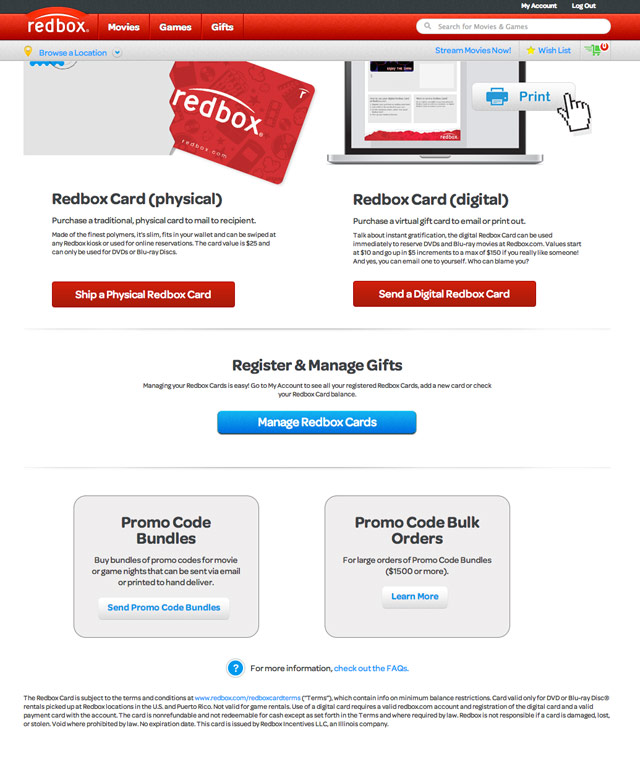 My Account Log Out
redbox. Movies Games Gifts Search for Movies & Games
Browse a Location Stream Movies Now! Wish List 0
redbox.
redbox.com
redbox.
Print
Redbox Card (physical)
Purchase a traditional, physical card to mail to recipient.
Made of the finest polymers, it's slim, fits in your wallet and can be swiped at
any Redbox kiosk or used for online reservations. The card value is $25 and
can only be used for DVDs or Blu-ray Discs.
Ship a Physical Redbox Card
Redbox Card (digital)
Purchase a virtual gift card to email or print out.
Talk about instant gratification, the digital Redbox Card can be used
immediately to reserve DVDs and Blu-ray movies at Redbox.com. Values start
at $10 and go up in $5 increments to a max of $150 if you really like someone!
And yes, you can email one to yourself. Who can blame you?
Send a Digital Redbox Card
Register & Manage Gifts
Managing your Redbox Cards is easy! Go to My Account to see all your registered Redbox Cards, add a new card or check
your Redbox Card balance.
Manage Redbox Cards
Promo Code
Bundles
Buy bundles of promo codes for movie
or game nights that can be sent via email
or printed to hand deliver.
Send Promo Code Bundles
Promo Code Bulk
Orders
For large orders of Promo Code Bundles
($1500 or more).
Learn More
? For more information, check out the FAQs.
The Redbox Card is subject to the terms and conditions at www.redbox.com/redboxcardterms ("Terms"), which contain info on minimum balance restrictions. Card valid only for DVD or Blu-ray Disc®
rentals picked up at Redbox locations in the U.S. and Puerto Rico. Not valid for game rentals. Use of a digital card requires a valid redbox.com account and registration of the digital card and a valid
payment card with the account. The card is nonrefundable and not redeemable for cash except as set forth in the Terms and where required by law. Redbox is not responsible if a card is damaged, lost,
or stolen. Void where prohibited by law. No expiration date. This card is issued by Redbox Incentives LLC, an Illinois company.